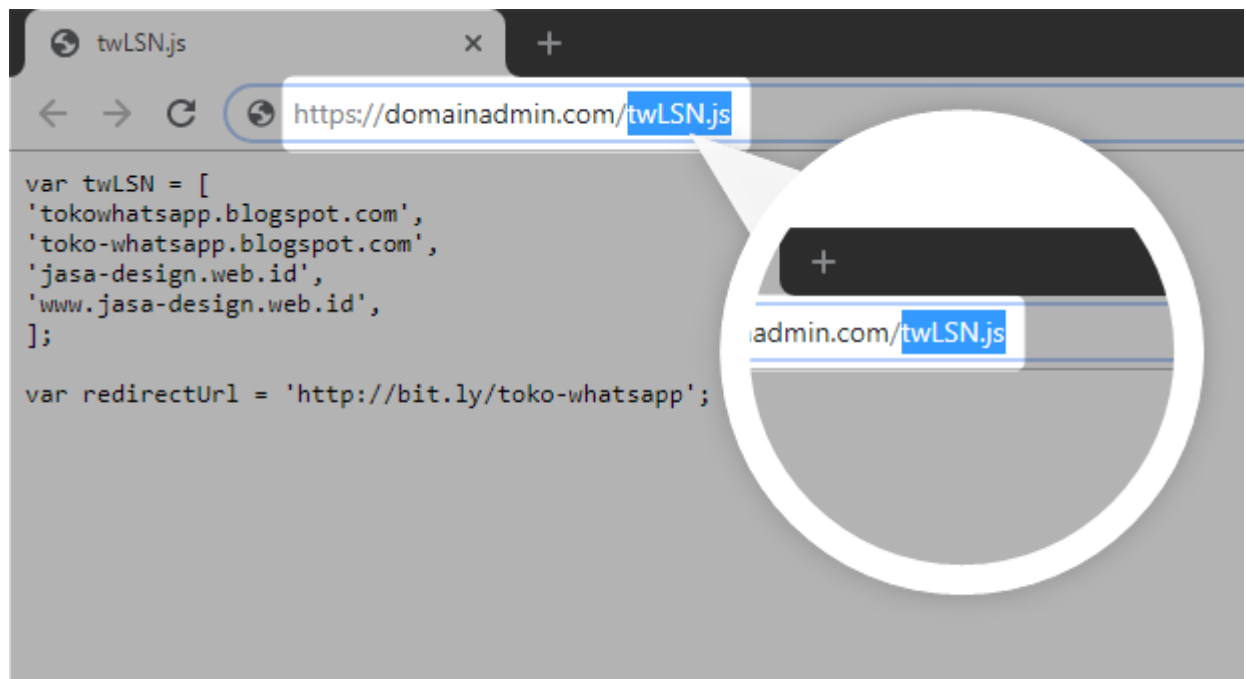 twLSN.js
https://domainadmin.com/twLSN.js
var twLSN = [
'tokowhatsapp.blogspot.com',
'toko-whatsapp.blogspot.com',
'jasa-design.web.id',
'www.jasa-design.web.id',
];
var redirectUrl = 'http://bit.ly/toko-whatsapp';
admin.com/twLSN.js